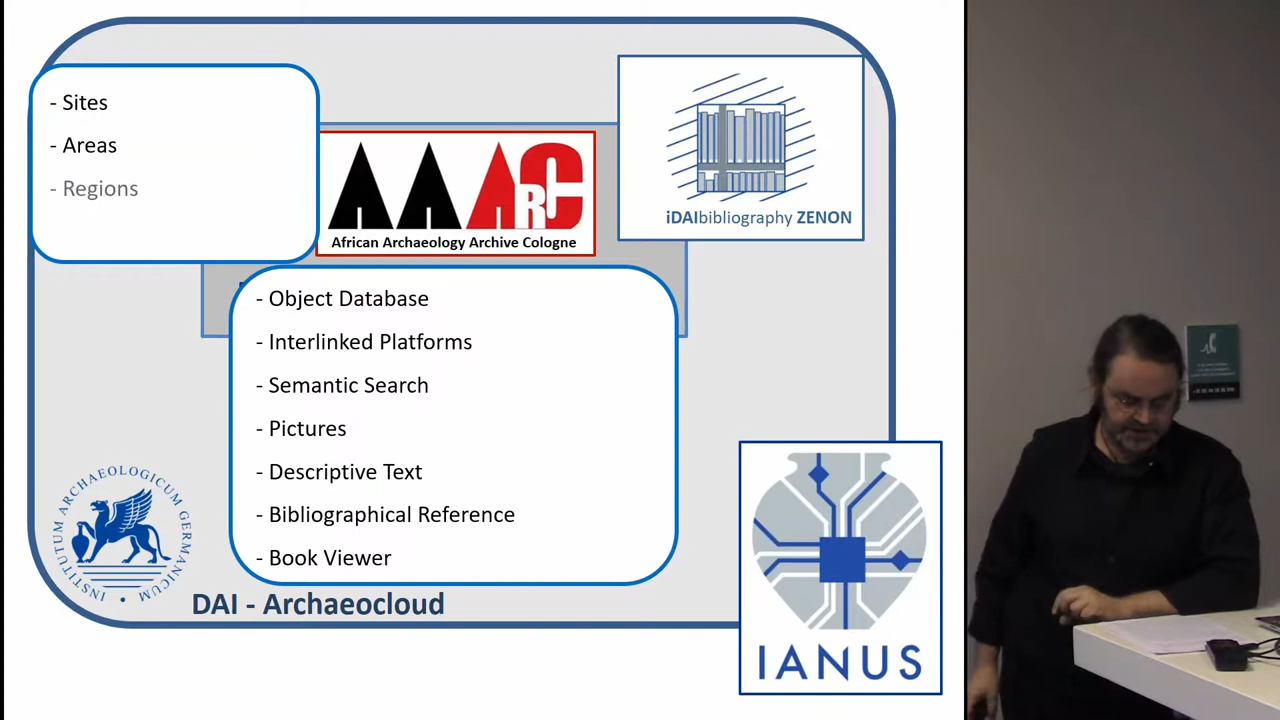 - Sites
- Areas
- Regions
African Archaeology Archive Cologne
AAArC
iDAIbibliography ZENON
- Object Database
- Interlinked Platforms
- Semantic Search
- Pictures
- Descriptive Text
- Bibliographical Reference
- Book Viewer
INSTITUTUM ARCHAEOLOGICUM GERMANICUM
DAI - Archaeocloud
IANUS